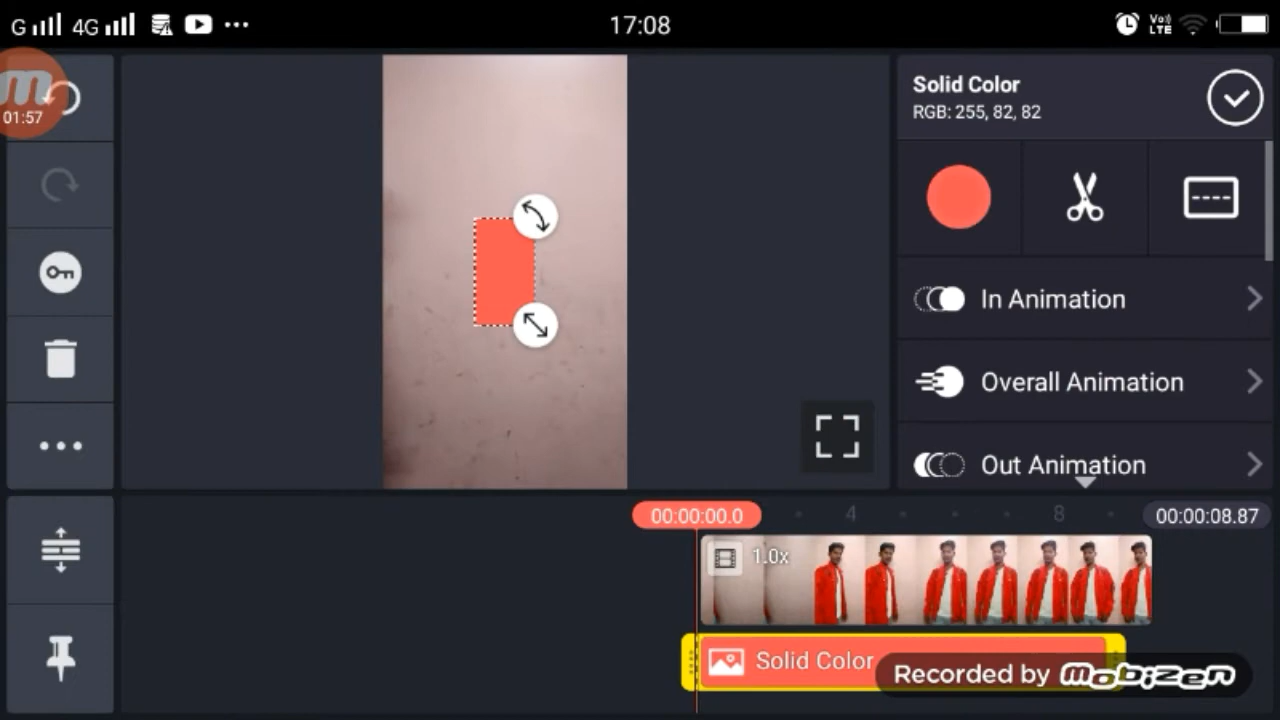 G 4G 17:08 Vo)) LTE
m
01:57
Solid Color
RGB: 255, 82, 82
In Animation
Overall Animation
Out Animation
00:00:00.0 4 8 00:00:08.87
1.0x
Solid Color
Recorded by mobizen